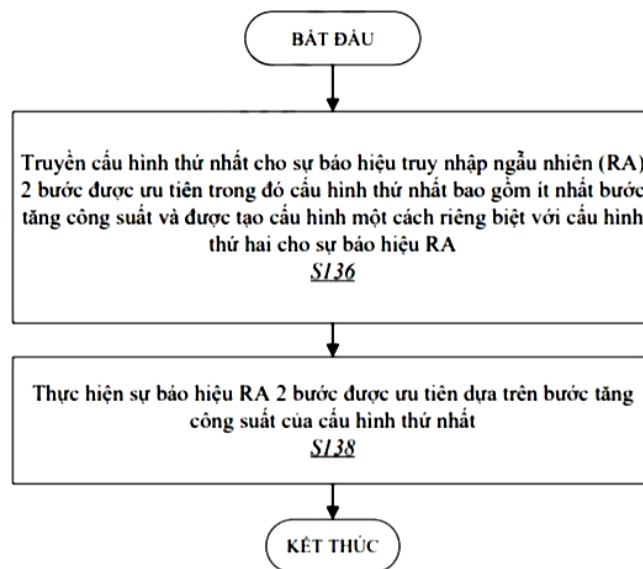 BẮT ĐẦU
Truyền cấu hình thứ nhất cho sự báo hiệu truy nhập ngẫu nhiên (RA)
2 bước được ưu tiên trong đó cấu hình thứ nhất bao gồm ít nhất bước
tăng công suất và được tạo cấu hình một cách riêng biệt với cấu hình
thứ hai cho sự báo hiệu RA
S136
Thực hiện sự báo hiệu RA 2 bước được ưu tiên dựa trên bước tăng
công suất của cấu hình thứ nhất
S138
KẾT THÚC